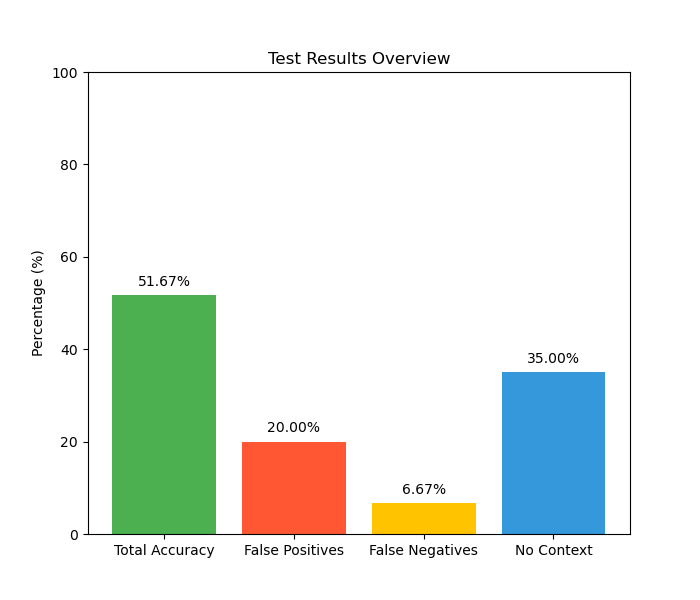 Test Results Overview
Percentage (%)
100
80
60
40
20
0
51.67%
20.00%
6.67%
35.00%
Total Accuracy
False Positives
False Negatives
No Context